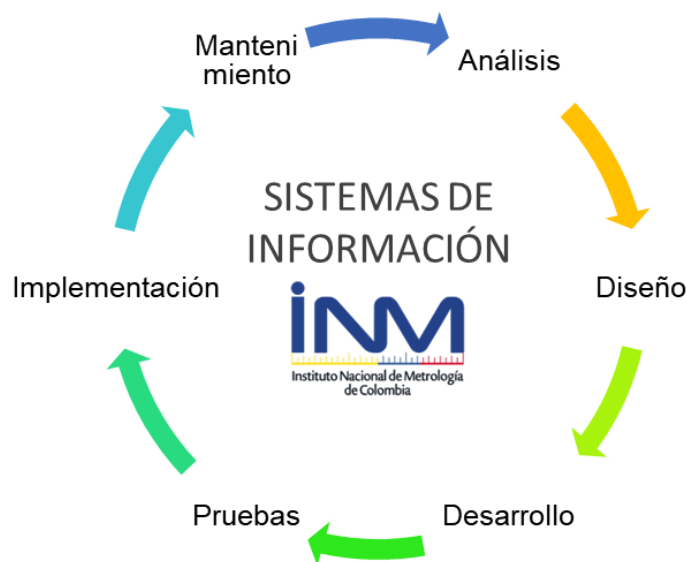 Manteni
miento
Análisis
SISTEMAS DE
INFORMACIÓN
Implementación
Diseño
INM
Instituto Nacional de Metrología
de Colombia
Pruebas
Desarrollo